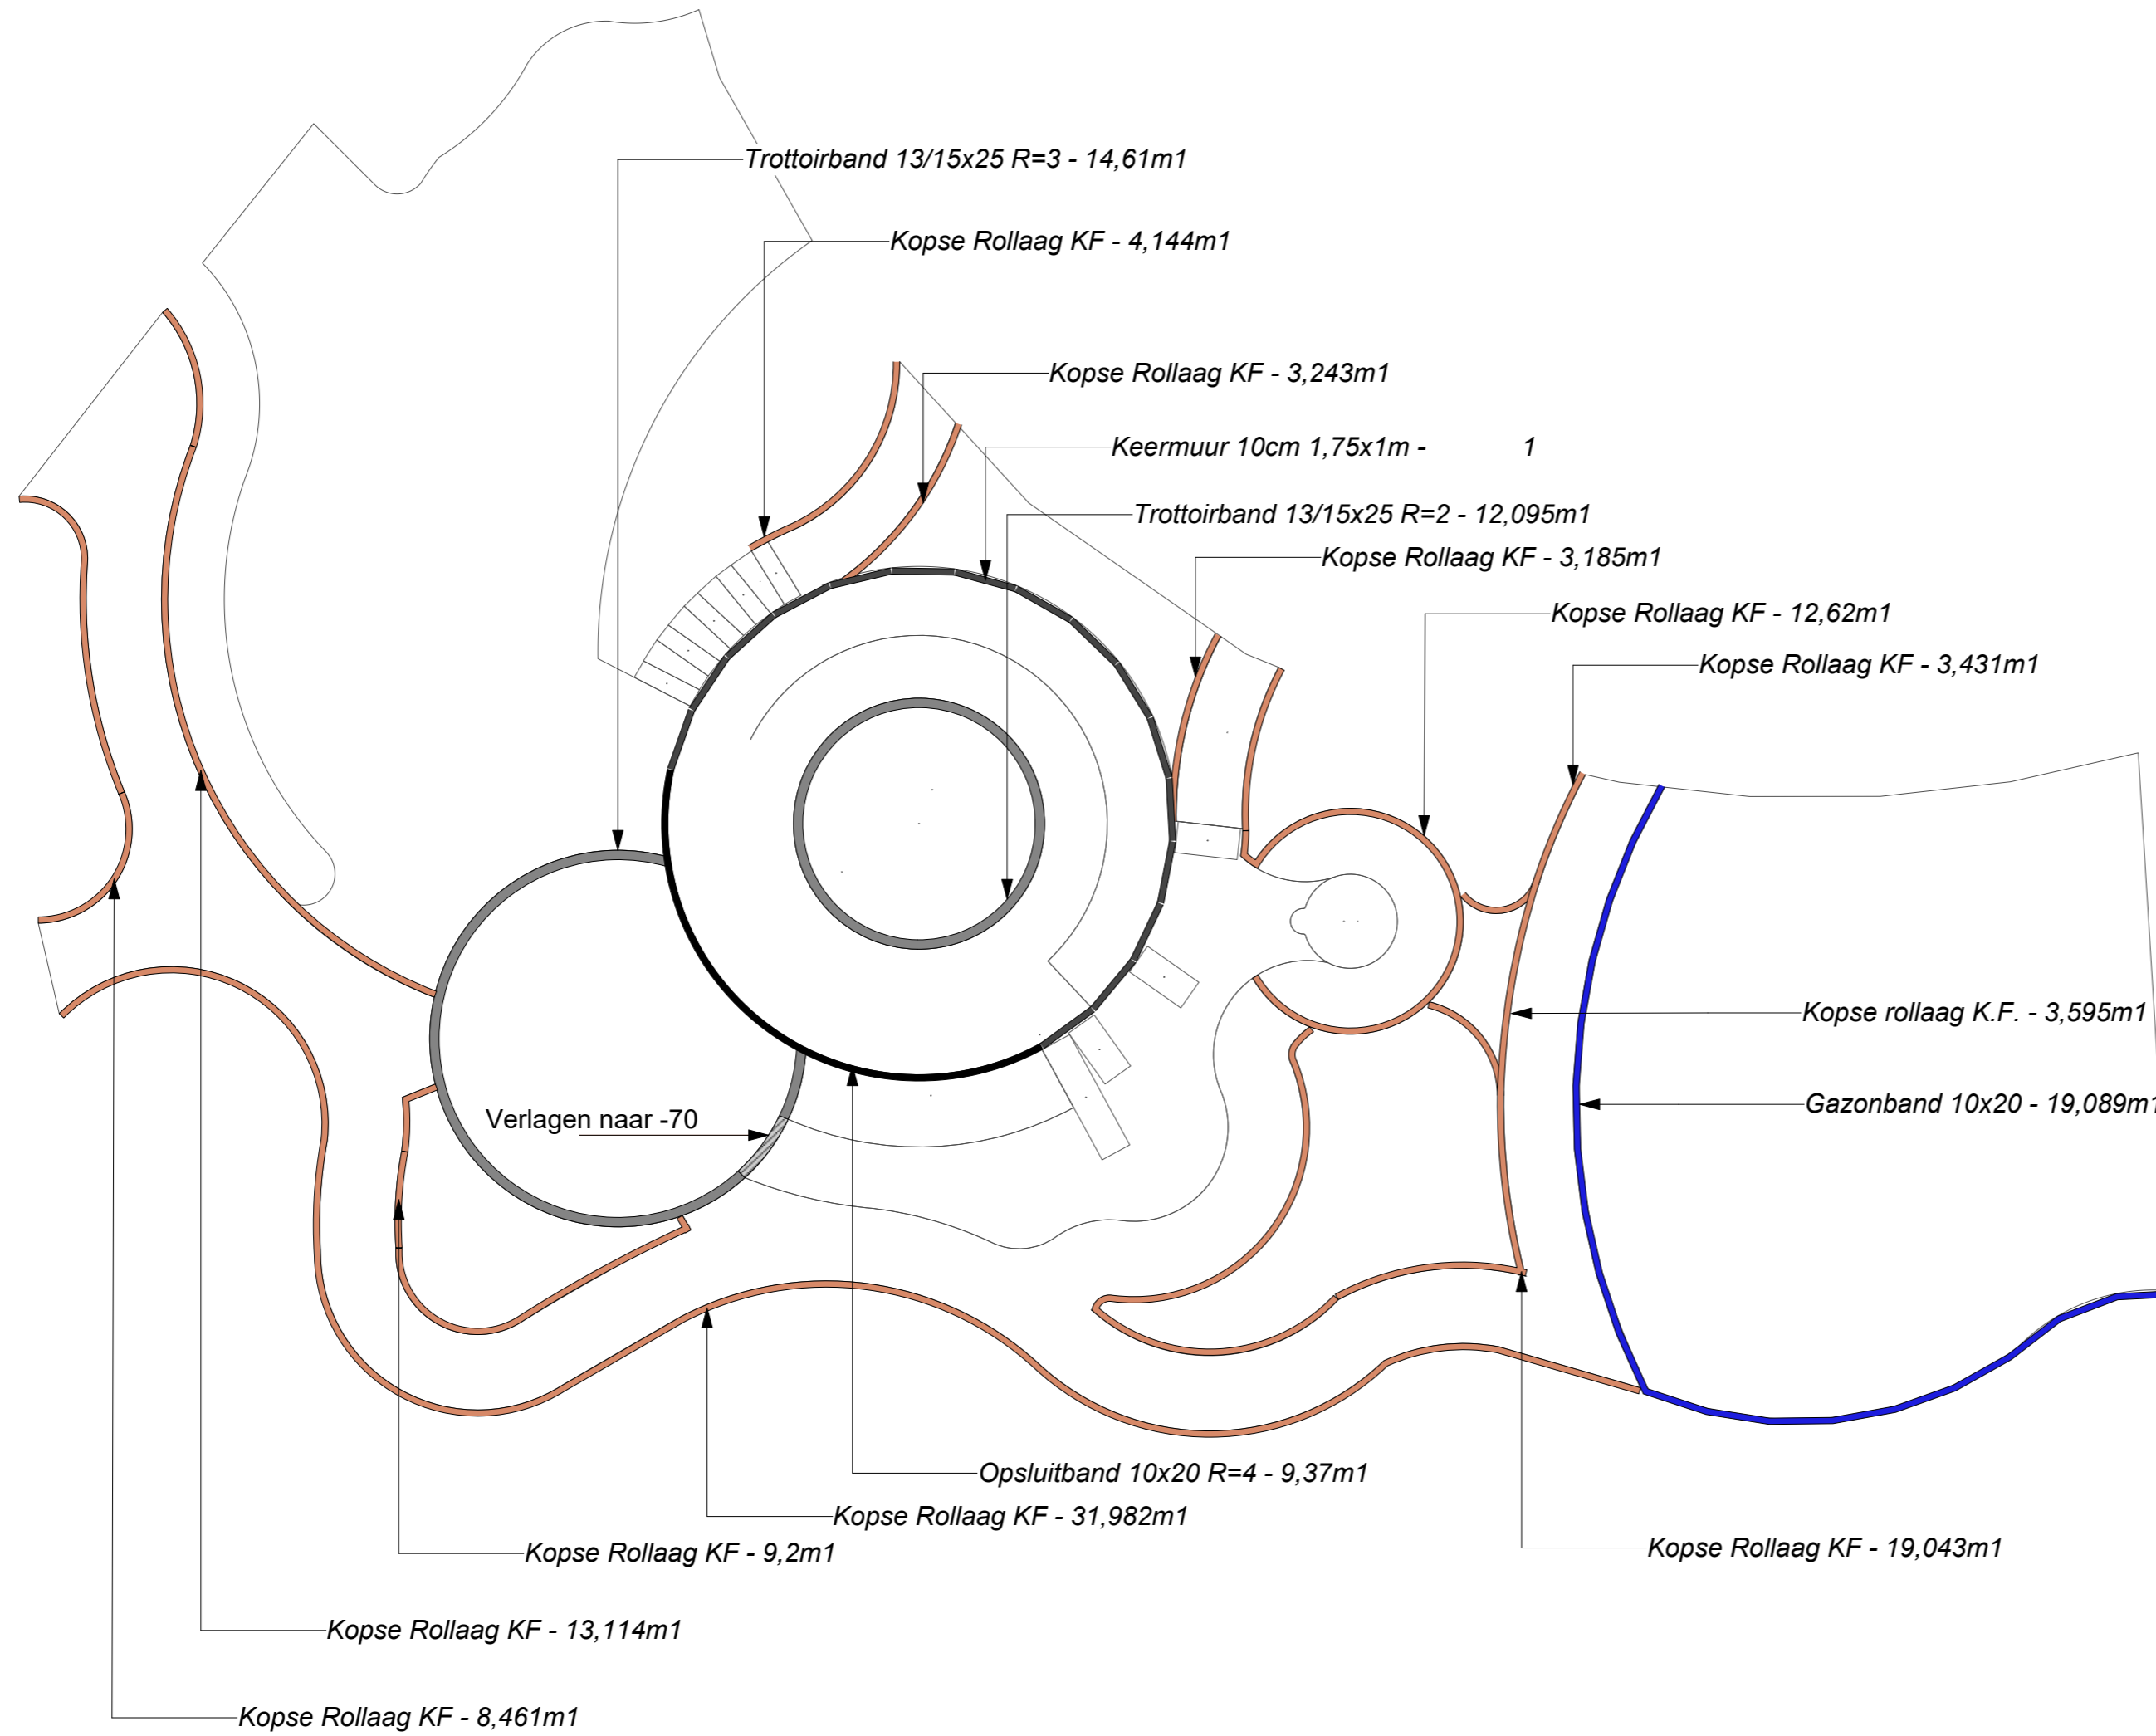 Trottoirband 13/15x25 R=3 - 14,61m1
Kopse Rollaag KF - 4,144m1
Kopse Rollaag KF - 3,243m1
Keermuur 10cm 1,75x1m - 1
Trottoirband 13/15x25 R=2 - 12,095m1
Kopse Rollaag KF - 3,185m1
Kopse Rollaag KF - 12,62m1
Kopse Rollaag KF - 3,431m1
Kopse rollaag K.F. - 3,595m1
Gazonband 10x20 - 19,089m1
Verlagen naar -70
Opsluitband 10x20 R=4 - 9,37m1
Kopse Rollaag KF - 31,982m1
Kopse Rollaag KF - 9,2m1
Kopse Rollaag KF - 19,043m1
Kopse Rollaag KF - 13,114m1
Kopse Rollaag KF - 8,461m1